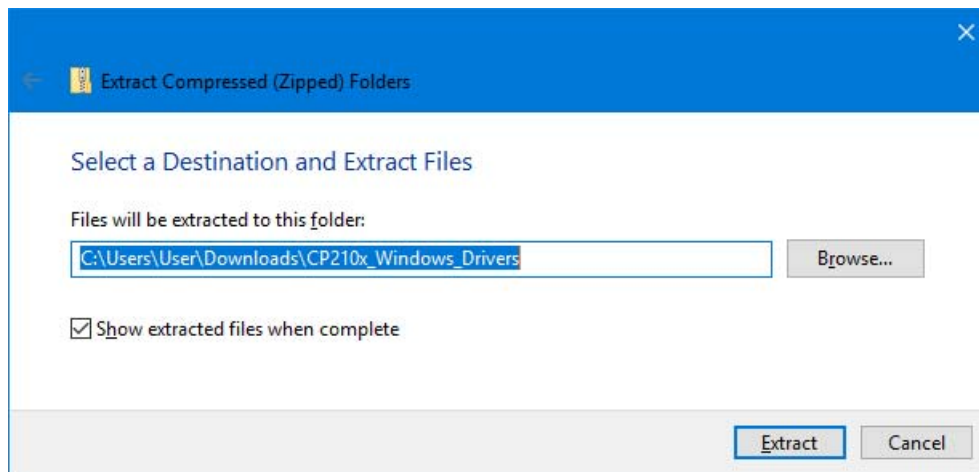 Extract Compressed (Zipped) Folders
Select a Destination and Extract Files
Files will be extracted to this folder:
C:\Users\User\Downloads\CP210x_Windows_Drivers
Browse...
Show extracted files when complete
Extract
Cancel